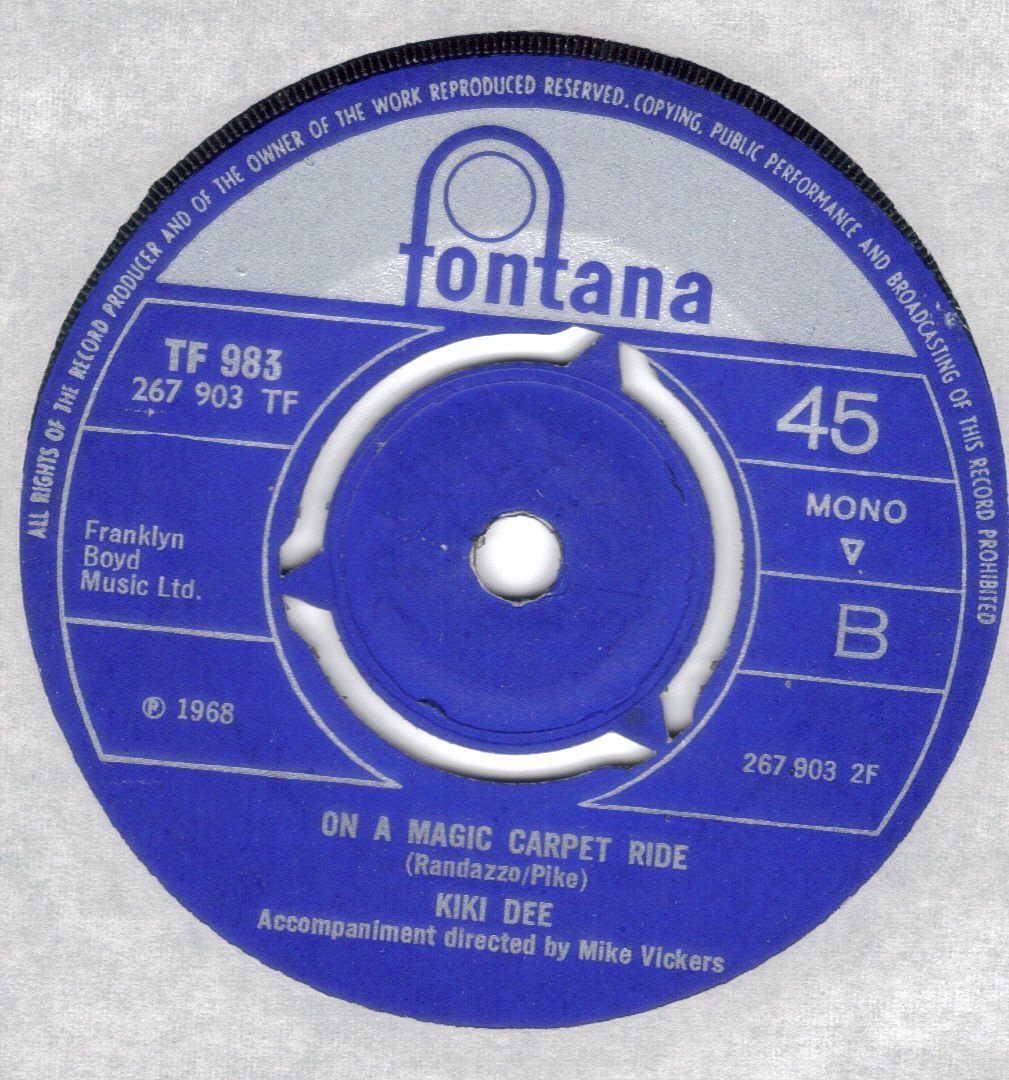 ALL RIGHTS OF THE RECORD PRODUCER AND OF THE OWNER OF THE WORK REPRODUCED RESERVED. COPYING, PUBLIC PERFORMANCE AND BROADCASTING OF THIS RECORD PROHIBITED
fontana
TF 983
267 903 TF
45
MONO
B
Franklyn
Boyd
Music Ltd.
℗ 1968
267 903 2F
ON A MAGIC CARPET RIDE
(Randazzo/Pike)
KIKI DEE
Accompaniment directed by Mike Vickers